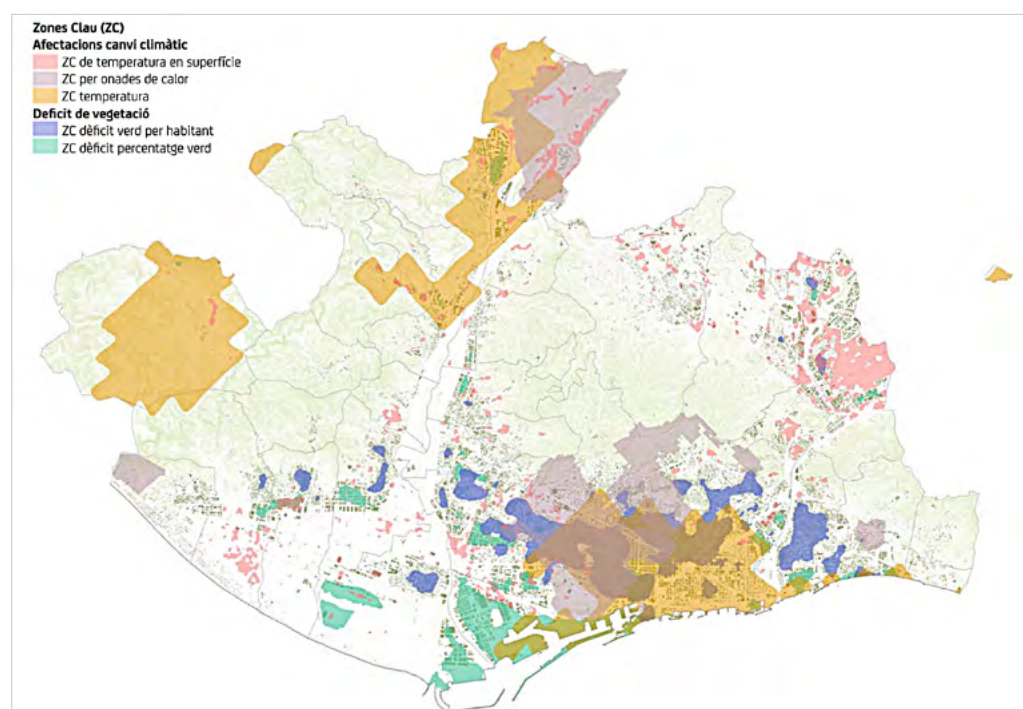 Zones Clau (ZC)
Afectacions canvi climàtic
ZC de temperatura en superfície
ZC per onades de calor
ZC temperatura
Deficit de vegetació
ZC dèficit verd per habitant
ZC dèficit percentatge verd